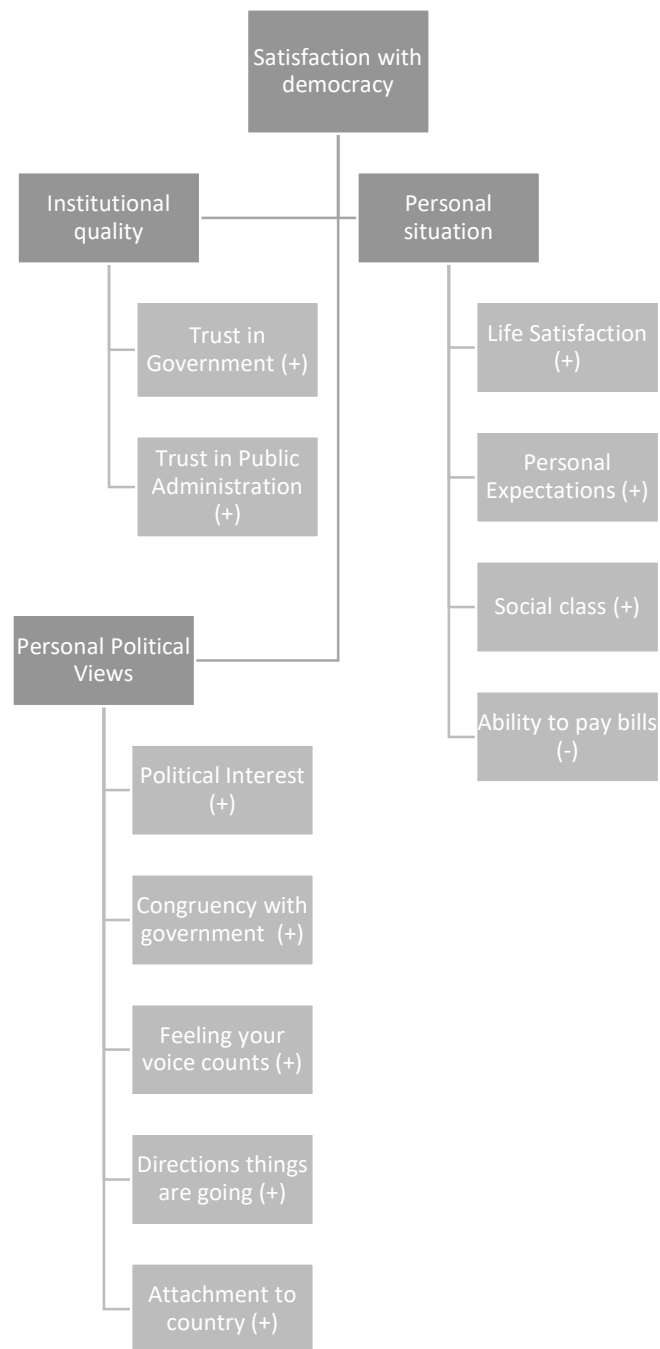 Satisfaction with
democracy
Institutional
quality
Personal
situation
Trust in
Government (+)
Life Satisfaction
(+)
Trust in Public
Administration
(+)
Personal
Expectations (+)
Social class (+)
Personal Political
Views
Ability to pay bills
(-)
Political Interest
(+)
Congruency with
government  (+)
Feeling your
voice counts (+)
Directions things
are going (+)
Attachment to
country (+)